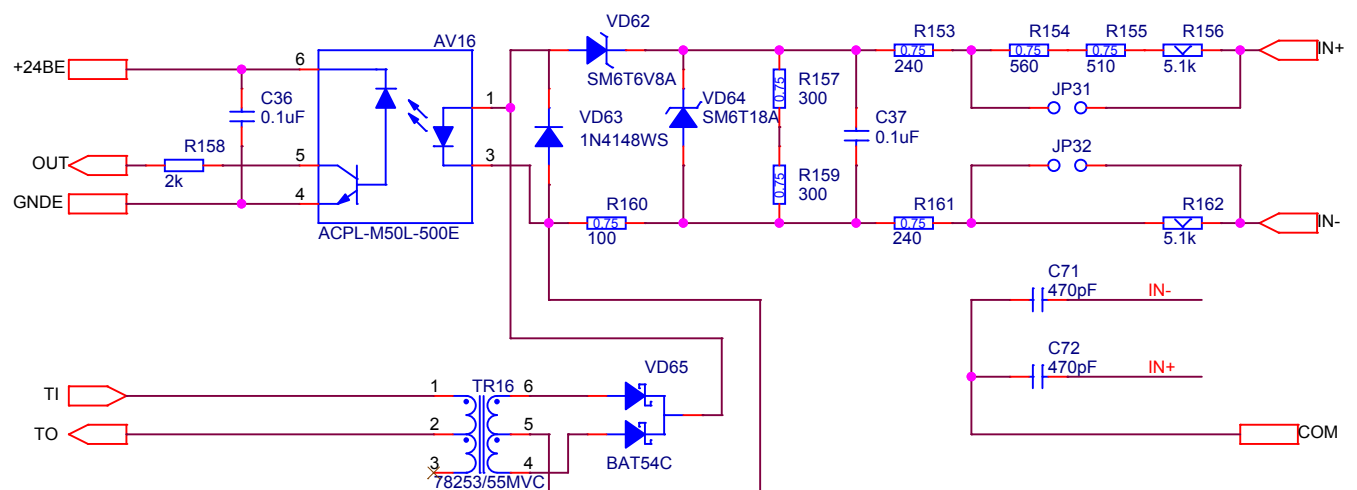 VD62
AV16
R153
R154
R155
R156
+24BE
6
0.75
0.75
0.75
IN+
240
560
510
5.1k
C36
0.1uF
SM6T6V8A
0.75
R157
300
1
VD63
1N4148WS
VD64
SM6T18A
C37
0.1uF
JP31
OUT
R158
5
3
JP32
2k
0.75
R159
300
GNDE
4
R160
R161
R162
0.75
0.75
IN-
ACPL-M50L-500E
100
240
5.1k
C71
470pF
IN-
VD65
C72
470pF
IN+
TI
1
TR16
6
TO
2
5
COM
3
4
BAT54C
78253/55MVC